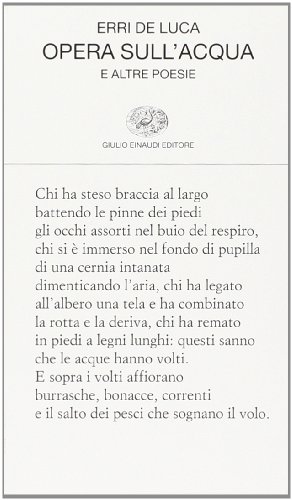 ERRI DE LUCA
OPERA SULL'ACQUA
E ALTRE POESIE
GIULIO EINAUDI EDITORE
Chi ha steso braccia al largo
battendo le pinne dei piedi
gli occhi assorti nel buio del respiro,
chi si è immerso nel fondo di pupilla
di una cernia intanata
dimenticando l'aria, chi ha legato
all'albero una tela e ha combinato
la rotta e la deriva, chi ha remato
in piedi a legni lunghi: questi sanno
che le acque hanno volti.
E sopra i volti affiorano
burrasche, bonacce, correnti
e il salto dei pesci che sognano il volo.